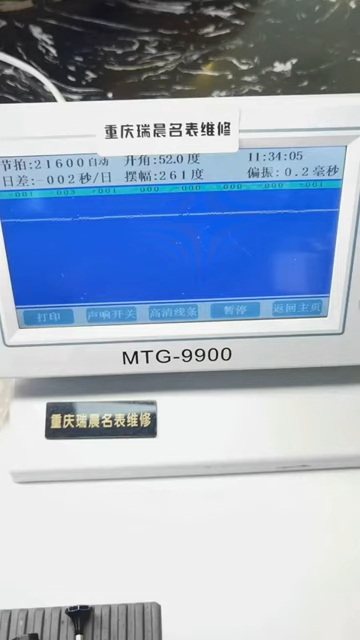 重庆瑞晨名表维修
节拍:21600自动 开角:52.0度 11:34:05
日差:-002秒/日 摆幅:261度 偏振:0.2毫秒
打印 声响开关 高清线条 暂停 返回主页
MTG-9900
重庆瑞晨名表维修